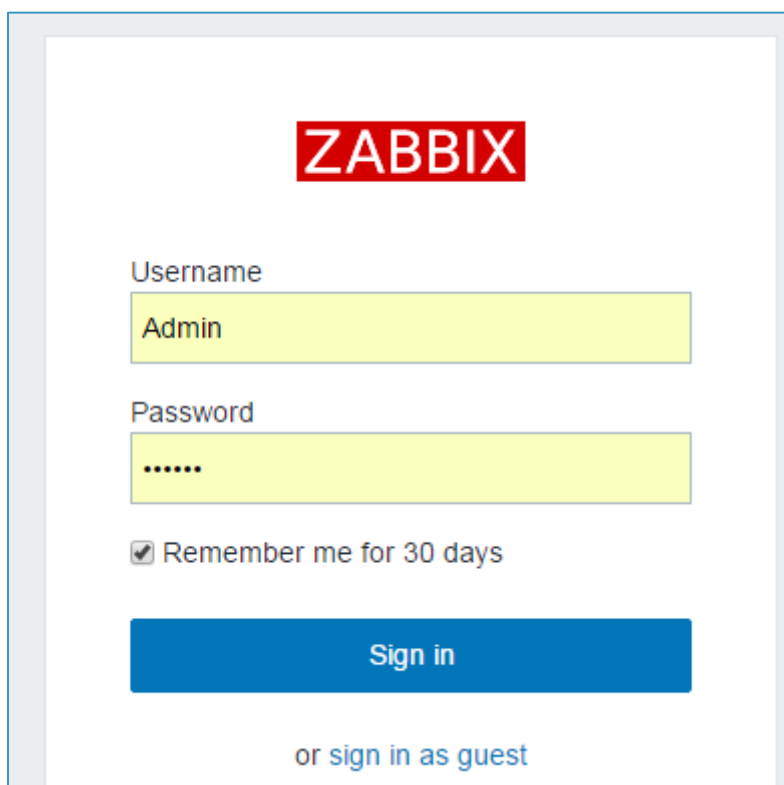 ZABBIX
Username
Admin
Password
••••••
Remember me for 30 days
Sign in
or sign in as guest